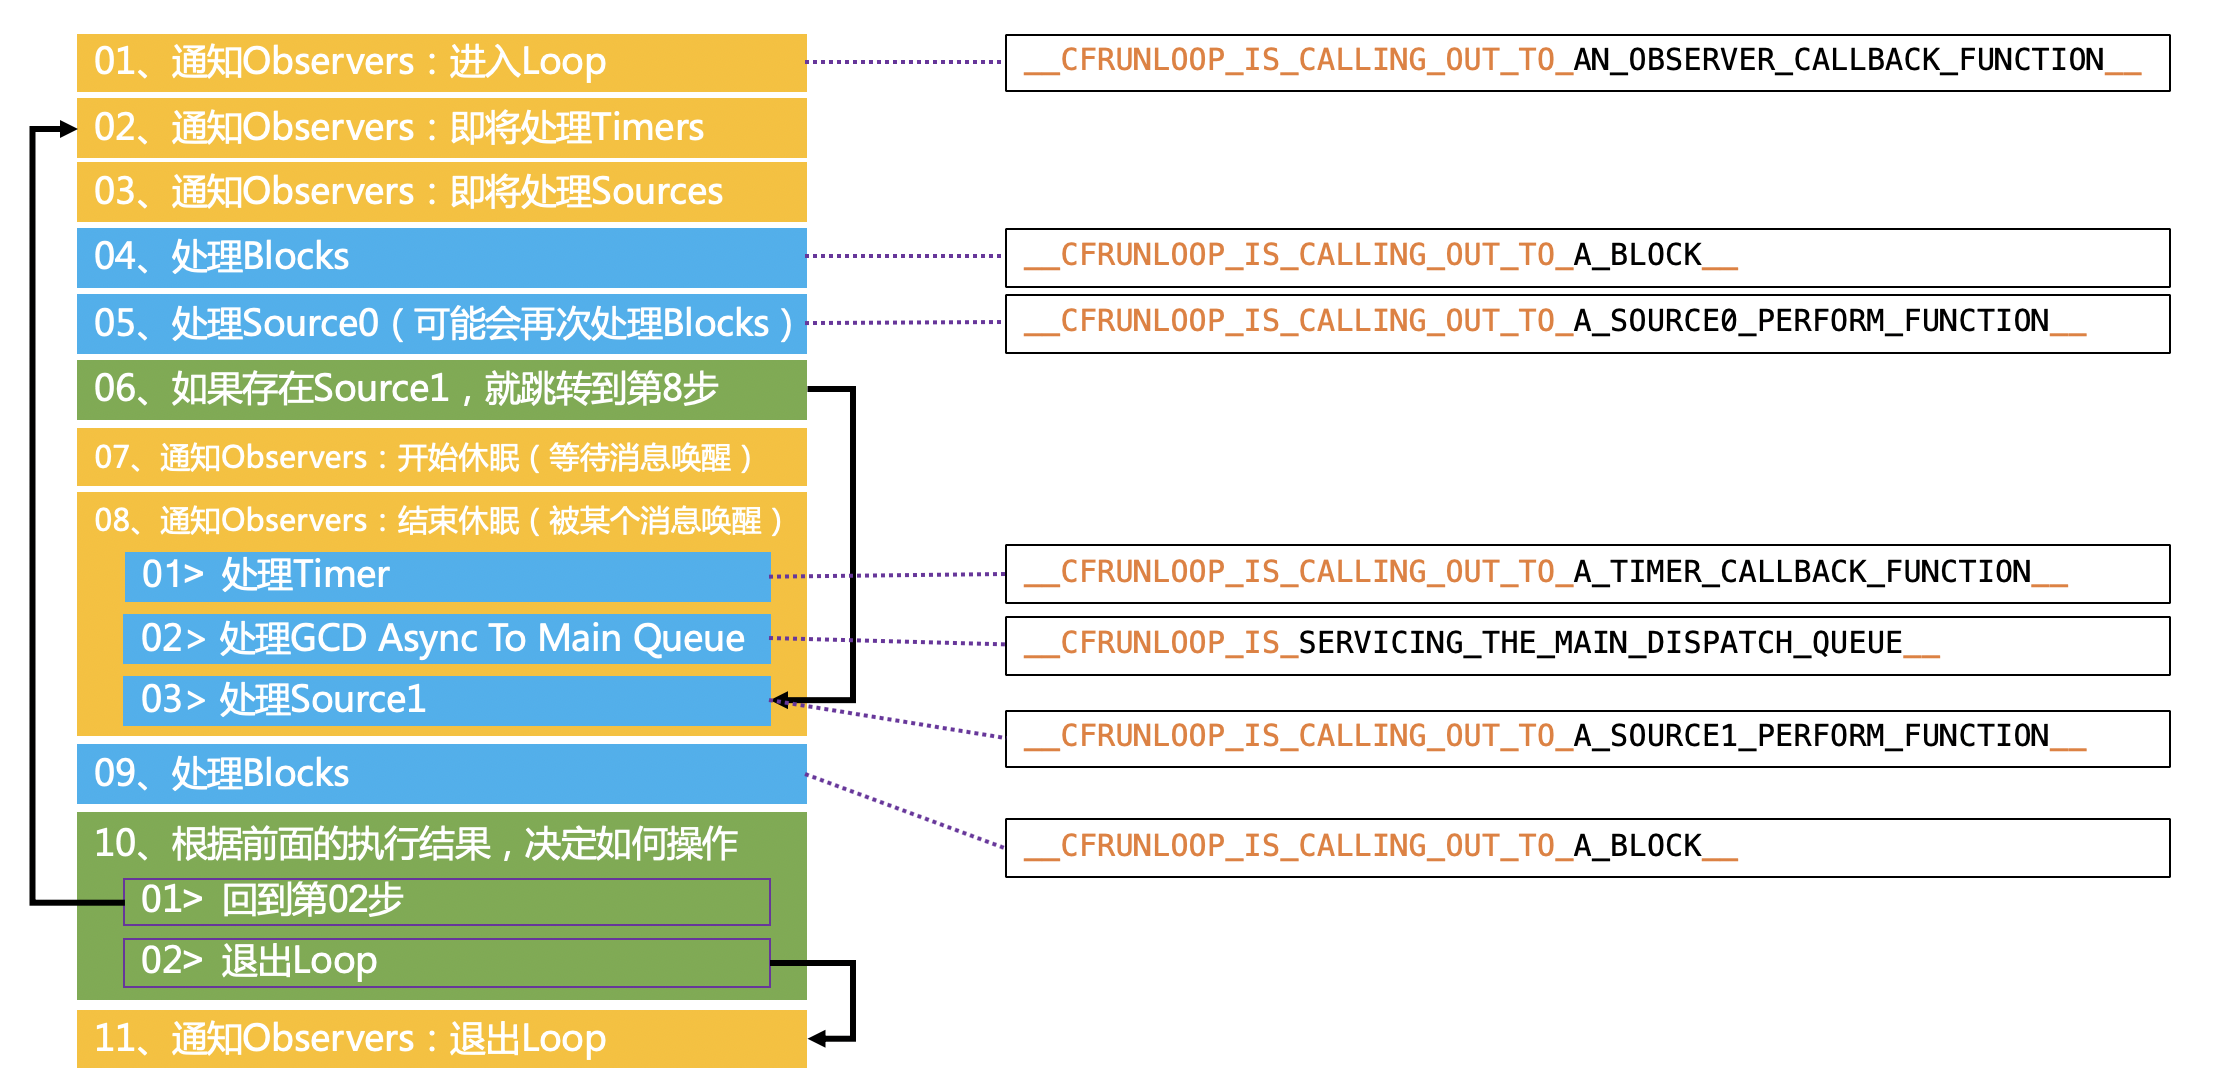 01、通知Observers：进入Loop
__CFRUNLOOP_IS_CALLING_OUT_TO_AN_OBSERVER_CALLBACK_FUNCTION__
02、通知Observers：即将处理Timers
03、通知Observers：即将处理Sources
04、处理Blocks
__CFRUNLOOP_IS_CALLING_OUT_TO_A_BLOCK__
05、处理Source0（可能会再次处理Blocks）
__CFRUNLOOP_IS_CALLING_OUT_TO_A_SOURCE0_PERFORM_FUNCTION__
06、如果存在Source1，就跳转到第8步
07、通知Observers：开始休眠（等待消息唤醒）
08、通知Observers：结束休眠（被某个消息唤醒）
01> 处理Timer
__CFRUNLOOP_IS_CALLING_OUT_TO_A_TIMER_CALLBACK_FUNCTION__
02> 处理GCD Async To Main Queue
__CFRUNLOOP_IS_SERVICING_THE_MAIN_DISPATCH_QUEUE__
03> 处理Source1
__CFRUNLOOP_IS_CALLING_OUT_TO_A_SOURCE1_PERFORM_FUNCTION__
09、处理Blocks
__CFRUNLOOP_IS_CALLING_OUT_TO_A_BLOCK__
10、根据前面的执行结果，决定如何操作
01> 回到第02步
02> 退出Loop
11、通知Observers：退出Loop